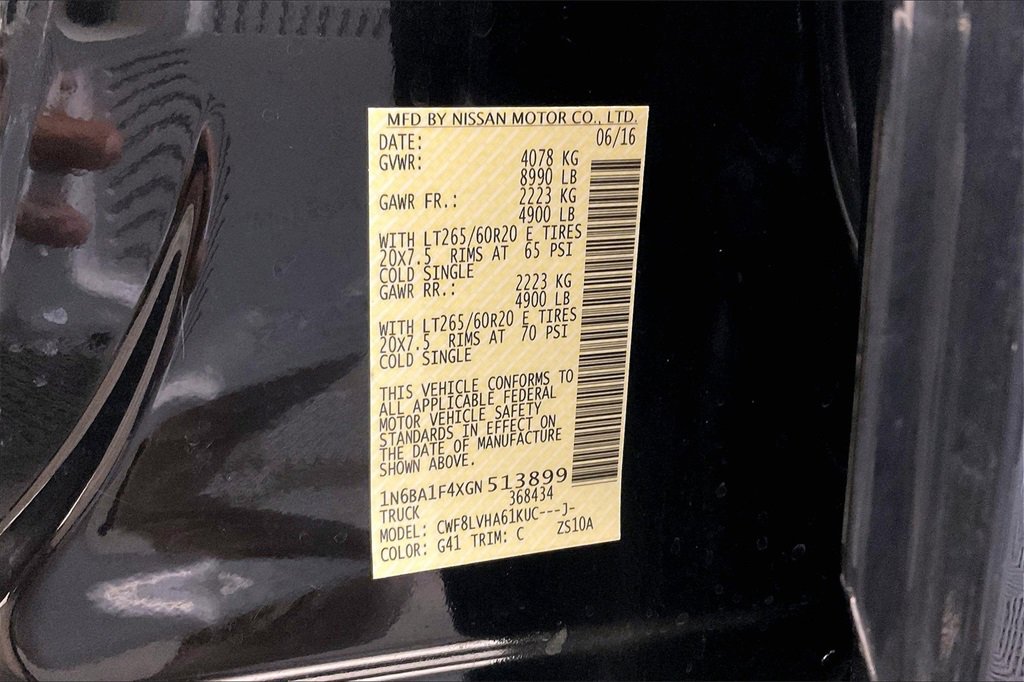 MFD BY NISSAN MOTOR CO., LTD.
DATE: 06/16
GVWR: 4078 KG
8990 LB
GAWR FR.: 2223 KG
4900 LB
WITH LT265/60R20 E TIRES
20X7.5 RIMS AT 65 PSI
COLD SINGLE
GAWR RR.: 2223 KG
4900 LB
WITH LT265/60R20 E TIRES
20X7.5 RIMS AT 70 PSI
COLD SINGLE
THIS VEHICLE CONFORMS TO
ALL APPLICABLE FEDERAL
MOTOR VEHICLE SAFETY
STANDARDS IN EFFECT ON
THE DATE OF MANUFACTURE
SHOWN ABOVE.
1N6BA1F4XGN 513899
368434
TRUCK
MODEL: CWF8LVHA61KUC---J-
COLOR: G41 TRIM: C ZS10A